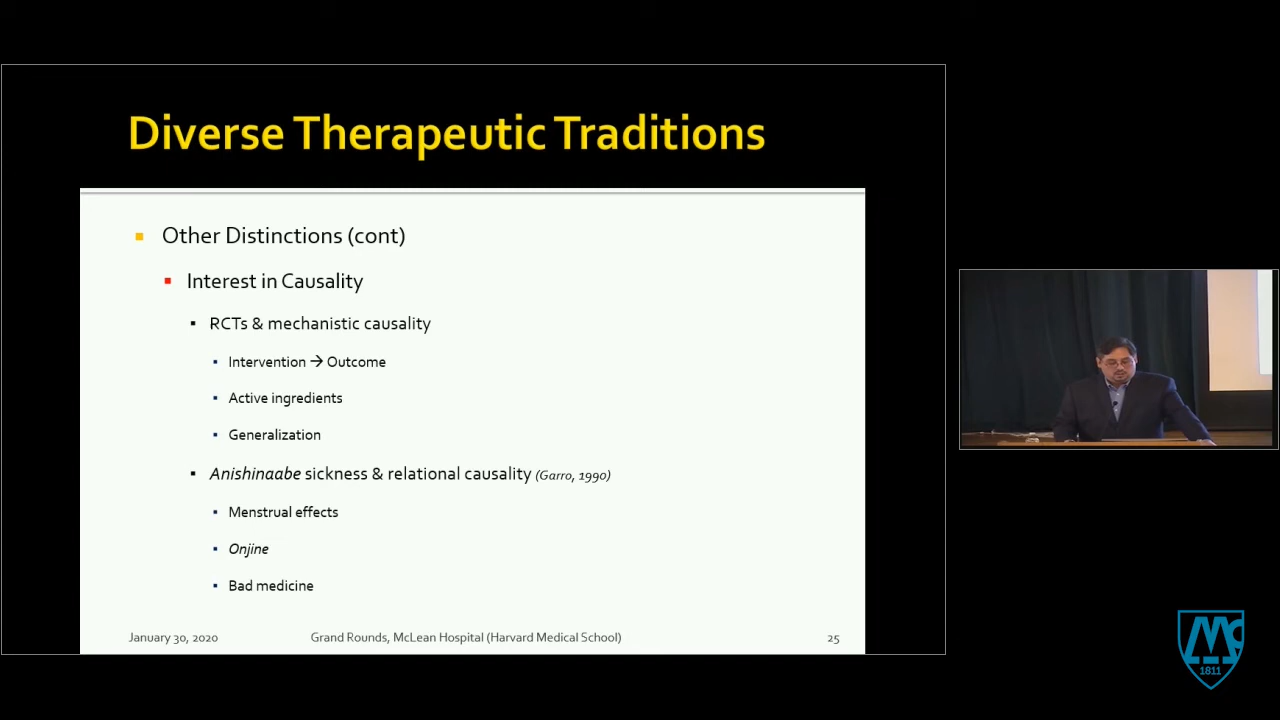 Diverse Therapeutic Traditions
Other Distinctions (cont)
Interest in Causality
RCTs & mechanistic causality
Intervention → Outcome
Active ingredients
Generalization
Anishinaabe sickness & relational causality (Garro, 1990)
Menstrual effects
Onjine
Bad medicine
January 30, 2020 Grand Rounds, McLean Hospital (Harvard Medical School) 25
Mc
1811